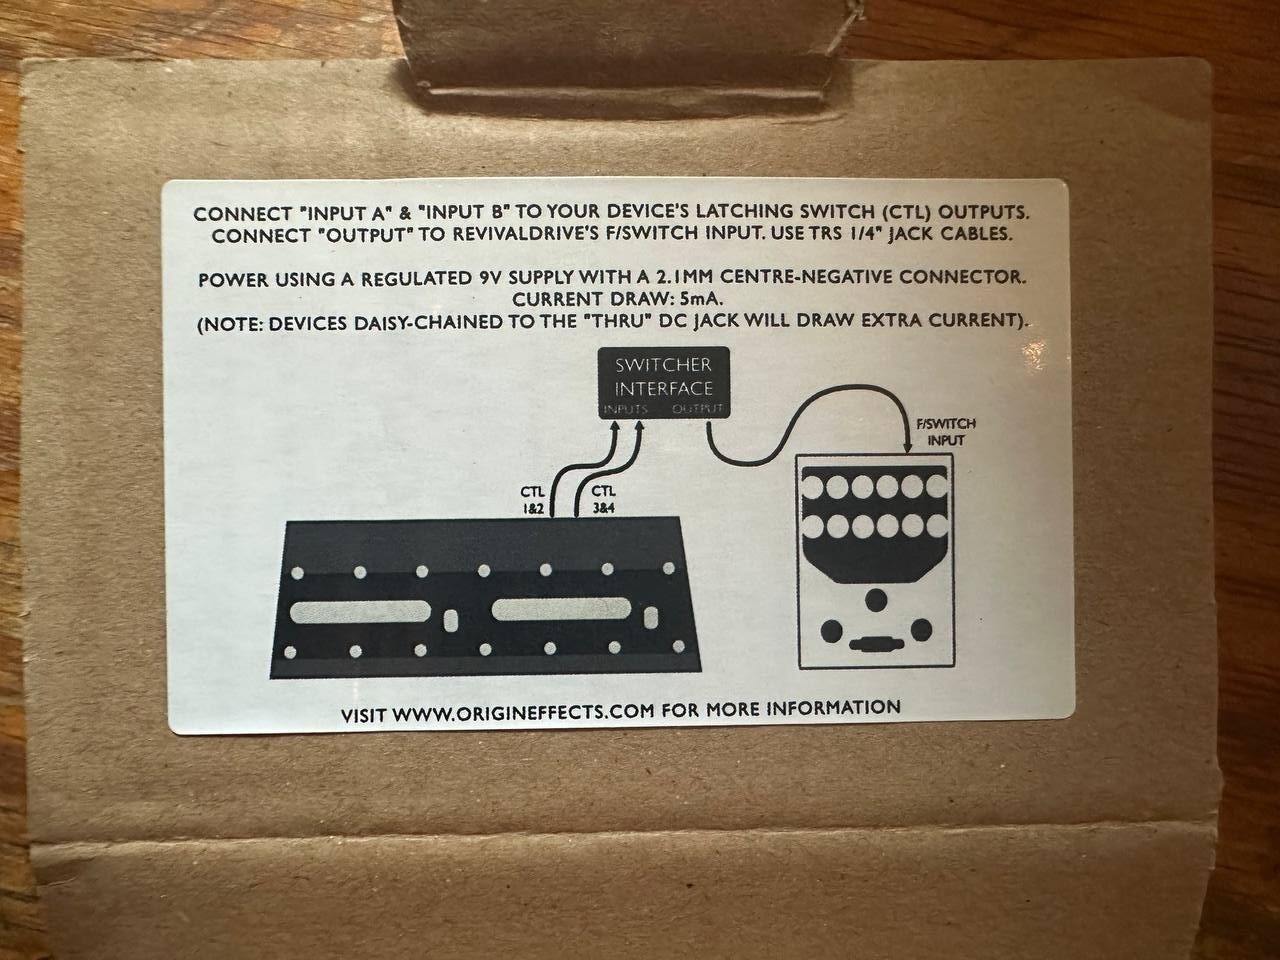 CONNECT "INPUT A" & "INPUT B" TO YOUR DEVICE'S LATCHING SWITCH (CTL) OUTPUTS.
CONNECT "OUTPUT" TO REVIVALDRIVE'S F/SWITCH INPUT. USE TRS 1/4" JACK CABLES.
POWER USING A REGULATED 9V SUPPLY WITH A 2.1MM CENTRE-NEGATIVE CONNECTOR.
CURRENT DRAW: 5mA.
(NOTE: DEVICES DAISY-CHAINED TO THE "THRU" DC JACK WILL DRAW EXTRA CURRENT).
SWITCHER
INTERFACE
INPUTS OUTPUT
F/SWITCH
INPUT
CTL
1&2
CTL
3&4
VISIT WWW.ORIGINEFFECTS.COM FOR MORE INFORMATION